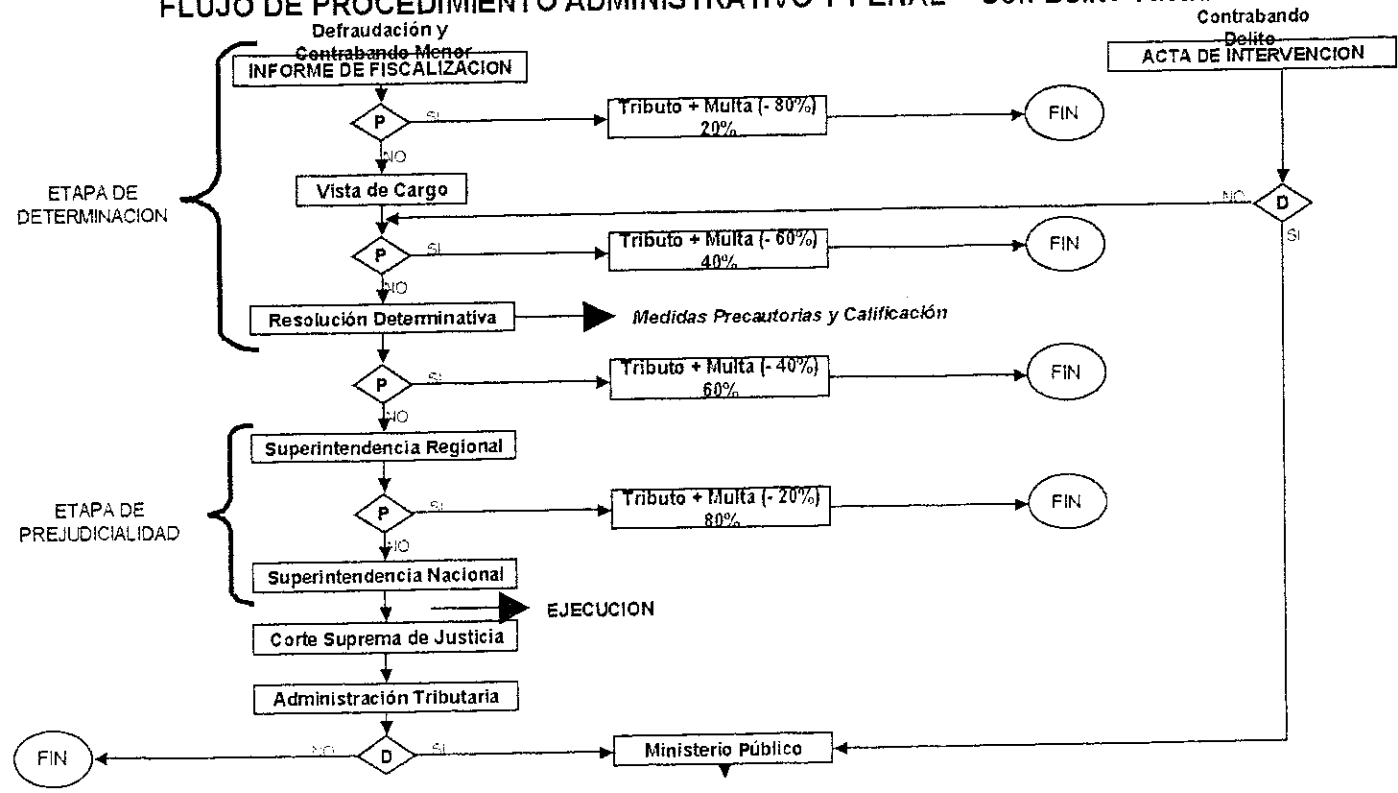 FLUJO DE PROCEDIMIENTO ADMINISTRATIVO Y PENAL
Defraudación y
Contrabando Menor
INFORME DE FISCALIZACION
Contrabando
Delito
ACTA DE INTERVENCION
P
SI
Tributo + Multa (- 80%)
20%
FIN
NO
Vista de Cargo
ETAPA DE
DETERMINACION
NO
D
SI
P
SI
Tributo + Multa (- 60%)
40%
FIN
NO
Resolución Determinativa
Medidas Precautorias y Calificación
P
SI
Tributo + Multa (- 40%)
60%
FIN
NO
Superintendencia Regional
ETAPA DE
PREJUDICIALIDAD
P
SI
Tributo + Multa (- 20%)
80%
FIN
NO
Superintendencia Nacional
EJECUCION
Corte Suprema de Justicia
Administración Tributaria
FIN
NO
D
SI
Ministerio Público